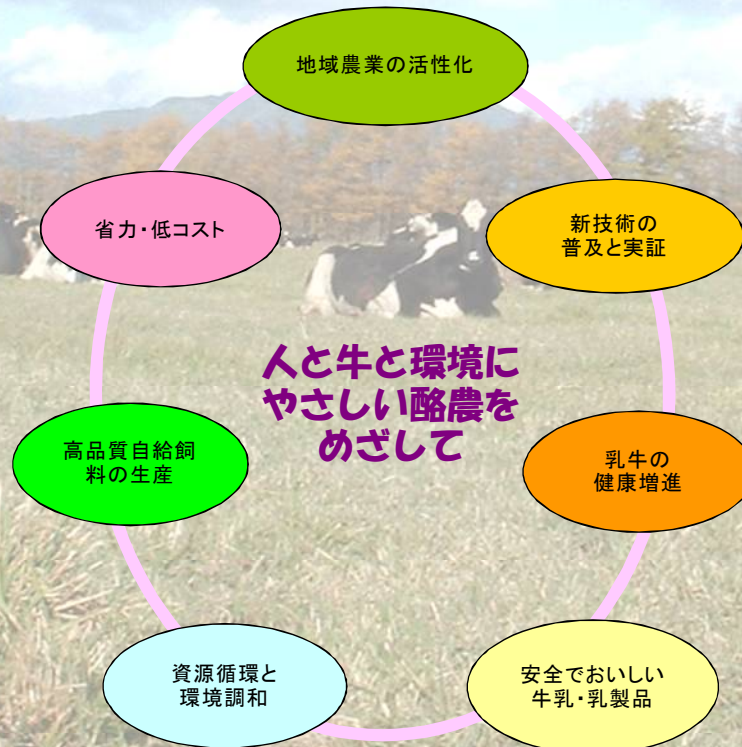 地域農業の活性化
省力・低コスト
新技術の
普及と実証
人と牛と環境に
やさしい酪農を
めざして
高品質自給飼
料の生産
乳牛の
健康増進
資源循環と
環境調和
安全でおいしい
牛乳・乳製品